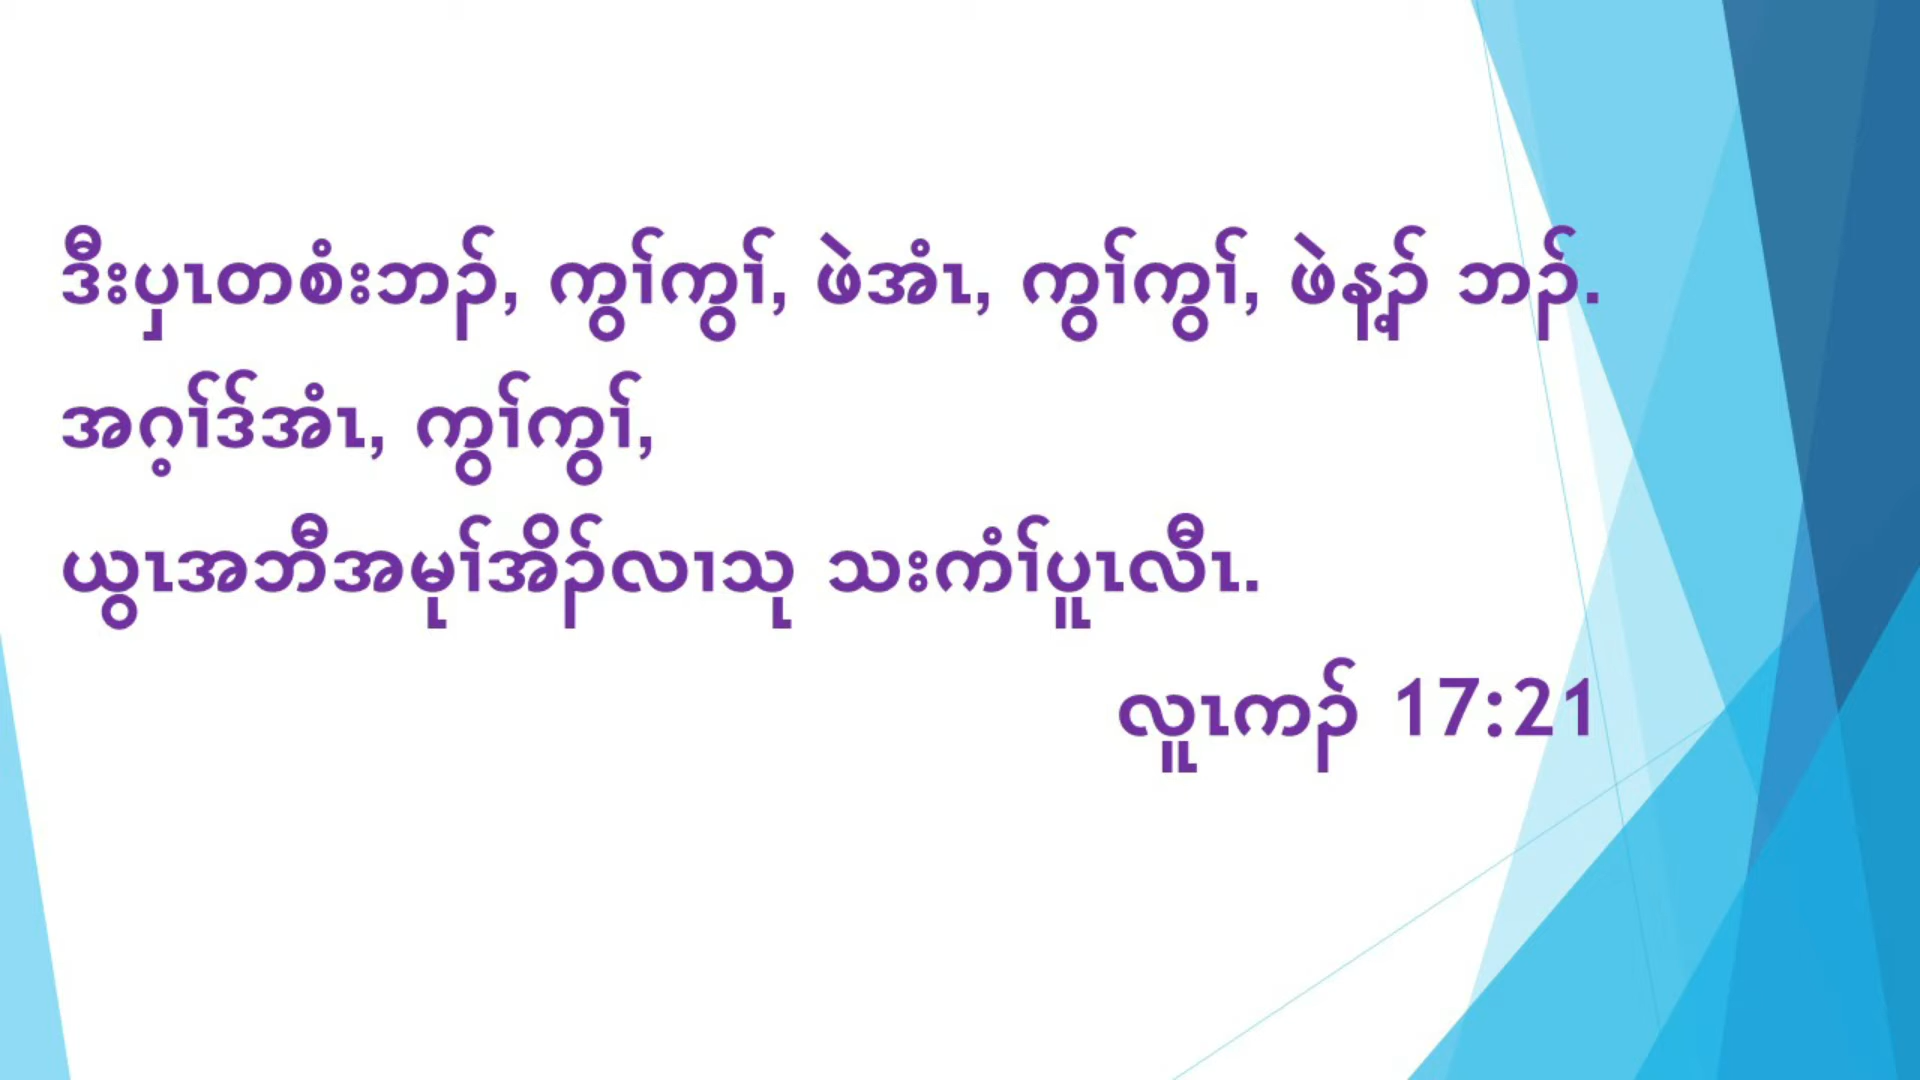 ဒီးပှၤတစံးဘၣ်, ကွၢ်ကွၢ်, ဖဲအံၤ, ကွၢ်ကွၢ်, ဖဲန့ၣ် ဘၣ်.
အဂ့ၢ်ဒ်အံၤ, ကွၢ်ကွၢ်,
ယွၤအဘီအမုၢ်အိၣ်လၢသု သးကံၢ်ပူၤလီၤ.
လူၤကၣ် 17:21